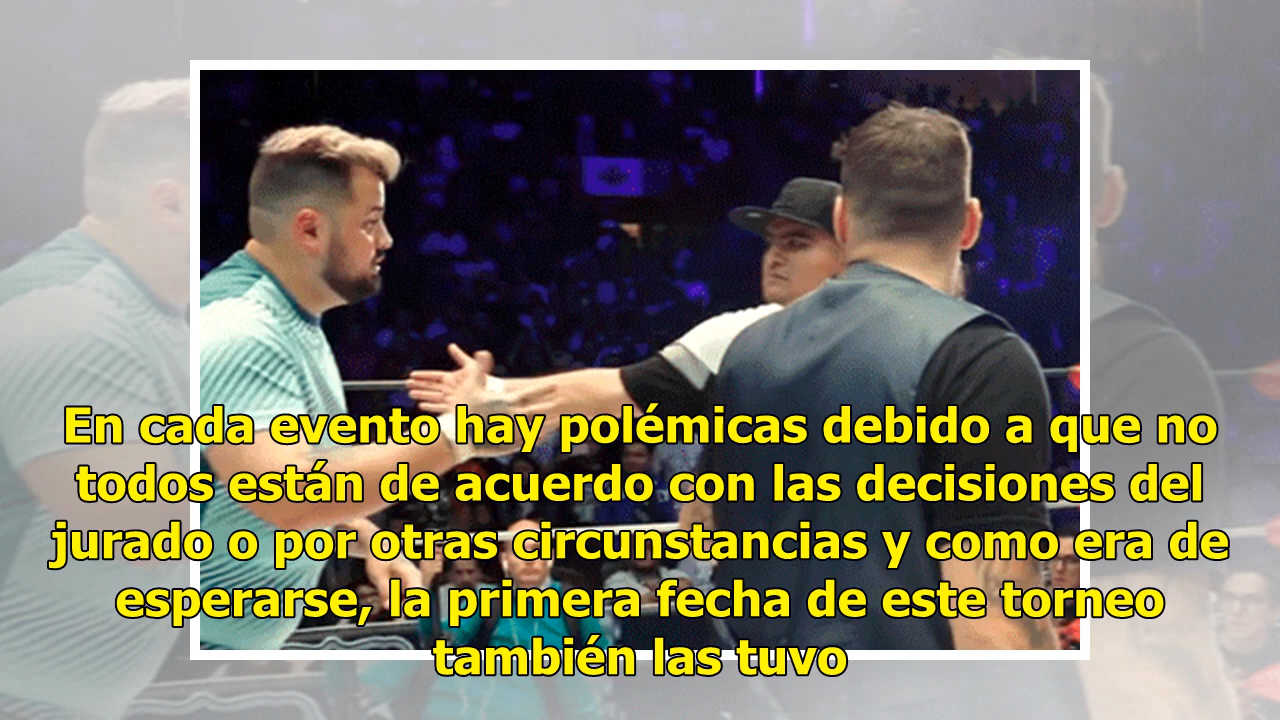 En cada evento hay polémicas debido a que no
todos están de acuerdo con las decisiones del
jurado o por otras circunstancias y como era de
esperarse, la primera fecha de este torneo
también las tuvo